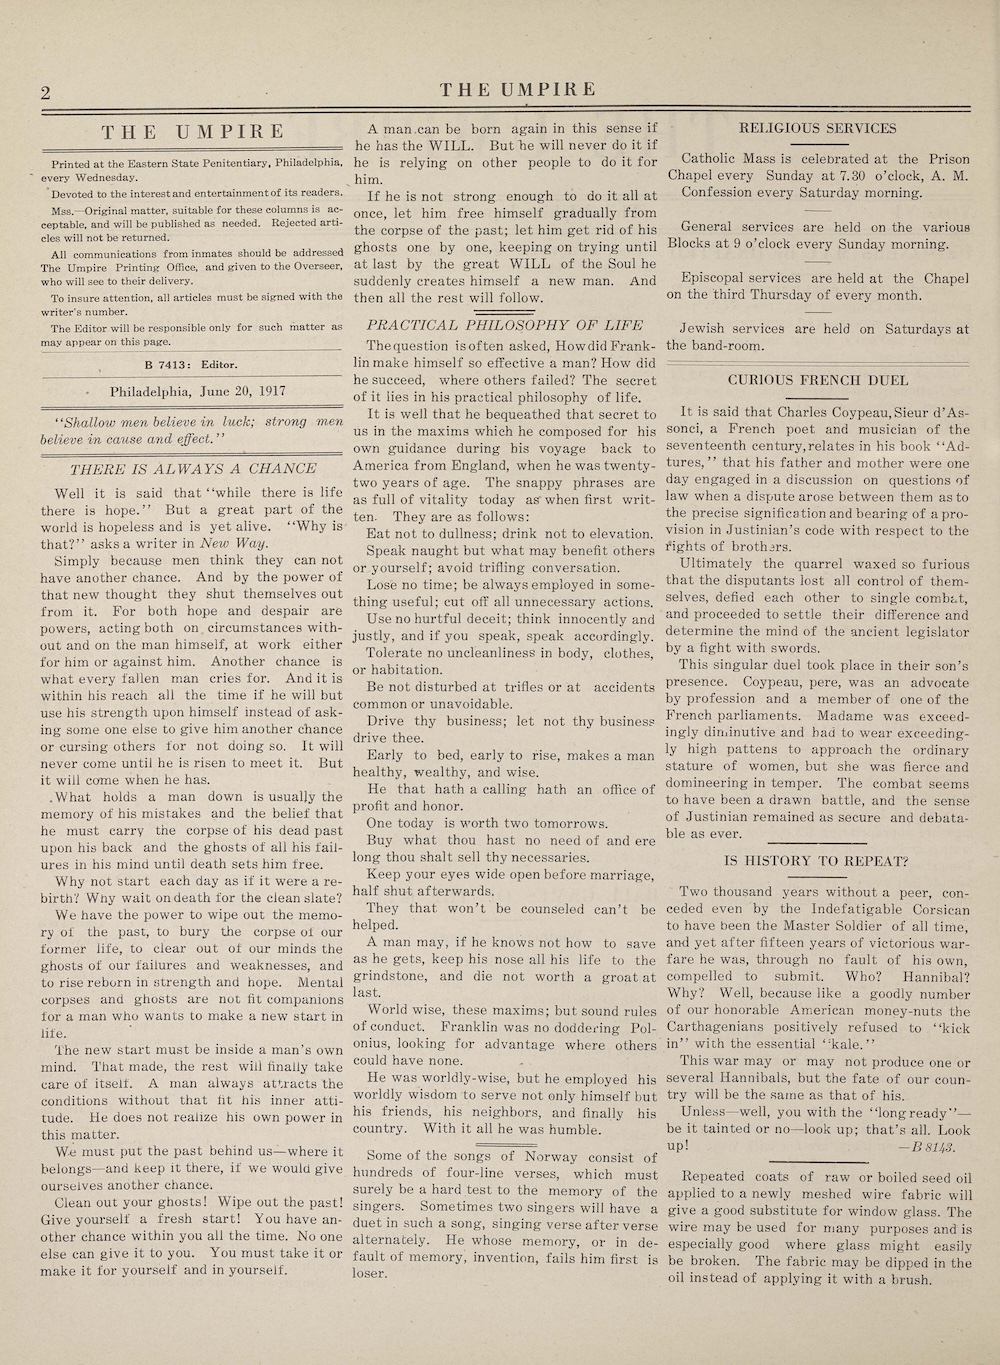 2
THE UMPIRE
THE UMPIRE
Printed at the Eastern State Penitentiary, Philadelphia,
every Wednesday.
Devoted to the interest and entertainment of its readers.
Mss.—Original matter, suitable for these columns is ac-
ceptable, and will be published as needed. Rejected arti-
cles will not be returned.
All communications from inmates should be addressed
The Umpire Printing Office, and given to the Overseer,
who will see to their delivery.
To insure attention, all articles must be signed with the
writer's number.
The Editor will be responsible only for such matter as
may appear on this page.
B 7413: Editor.
Philadelphia, June 20, 1917
"Shallow men believe in luck; strong men
believe in cause and effect."
THERE IS ALWAYS A CHANCE
Well it is said that "while there is life
there is hope." But a great part of the
world is hopeless and is yet alive. "Why is
that?" asks a writer in New Way.
Simply because men think they can not
have another chance. And by the power of
that new thought they shut themselves out
from it. For both hope and despair are
powers, acting both on circumstances with-
out and on the man himself, at work either
for him or against him. Another chance is
what every fallen man cries for. And it is
within his reach all the time if he will but
use his strength upon himself instead of ask-
ing some one else to give him another chance
or cursing others for not doing so. It will
never come until he is risen to meet it. But
it will come when he has.
What holds a man down is usually the
memory of his mistakes and the belief that
he must carry the corpse of his dead past
upon his back and the ghosts of all his fail-
ures in his mind until death sets him free.
Why not start each day as if it were a re-
birth? Why wait on death for the clean slate?
We have the power to wipe out the memo-
ry of the past, to bury the corpse of our
former life, to clear out of our minds the
ghosts of our failures and weaknesses, and
to rise reborn in strength and hope. Mental
corpses and ghosts are not fit companions
for a man who wants to make a new start in
life.
The new start must be inside a man's own
mind. That made, the rest will finally take
care of itself. A man always attracts the
conditions without that fit his inner atti-
tude. He does not realize his own power in
this matter.
We must put the past behind us—where it
belongs—and keep it there, if we would give
ourselves another chance.
Clean out your ghosts! Wipe out the past!
Give yourself a fresh start! You have an-
other chance within you all the time. No one
else can give it to you. You must take it or
make it for yourself and in yourself.
A man can be born again in this sense if
he has the WILL. But he will never do it if
he is relying on other people to do it for
him.
If he is not strong enough to do it all at
once, let him free himself gradually from
the corpse of the past; let him get rid of his
ghosts one by one, keeping on trying until
at last by the great WILL of the Soul he
suddenly creates himself a new man. And
then all the rest will follow.
PRACTICAL PHILOSOPHY OF LIFE
The question is often asked, How did Frank-
lin make himself so effective a man? How did
he succeed, where others failed? The secret
of it lies in his practical philosophy of life.
It is well that he bequeathed that secret to
us in the maxims which he composed for his
own guidance during his voyage back to
America from England, when he was twenty-
two years of age. The snappy phrases are
as full of vitality today as when first writ-
ten. They are as follows:
Eat not to dullness; drink not to elevation.
Speak naught but what may benefit others
or yourself; avoid trifling conversation.
Lose no time; be always employed in some-
thing useful; cut off all unnecessary actions.
Use no hurtful deceit; think innocently and
justly, and if you speak, speak accordingly.
Tolerate no uncleanliness in body, clothes,
or habitation.
Be not disturbed at trifles or at accidents
common or unavoidable.
Drive thy business; let not thy business
drive thee.
Early to bed, early to rise, makes a man
healthy, wealthy, and wise.
He that hath a calling hath an office of
profit and honor.
One today is worth two tomorrows.
Buy what thou hast no need of and ere
long thou shalt sell thy necessaries.
Keep your eyes wide open before marriage,
half shut afterwards.
They that won't be counseled can't be
helped.
A man may, if he knows not how to save
as he gets, keep his nose all his life to the
grindstone, and die not worth a groat at
last.
World wise, these maxims; but sound rules
of conduct. Franklin was no doddering Pol-
onius, looking for advantage where others
could have none.
He was worldly-wise, but he employed his
worldly wisdom to serve not only himself but
his friends, his neighbors, and finally his
country. With it all he was humble.
Some of the songs of Norway consist of
hundreds of four-line verses, which must
surely be a hard test to the memory of the
singers. Sometimes two singers will have a
duet in such a song, singing verse after verse
alternately. He whose memory, or in de-
fault of memory, invention, fails him first is
loser.
RELIGIOUS SERVICES
Catholic Mass is celebrated at the Prison
Chapel every Sunday at 7.30 o'clock, A. M.
Confession every Saturday morning.
General services are held on the various
Blocks at 9 o'clock every Sunday morning.
Episcopal services are held at the Chapel
on the third Thursday of every month.
Jewish services are held on Saturdays at
the band-room.
CURIOUS FRENCH DUEL
It is said that Charles Coypeau, Sieur d'As-
sonci, a French poet and musician of the
seventeenth century, relates in his book "Ad-
tures," that his father and mother were one
day engaged in a discussion on questions of
law when a dispute arose between them as to
the precise signification and bearing of a pro-
vision in Justinian's code with respect to the
rights of brothers.
Ultimately the quarrel waxed so furious
that the disputants lost all control of them-
selves, defied each other to single combat,
and proceeded to settle their difference and
determine the mind of the ancient legislator
by a fight with swords.
This singular duel took place in their son's
presence. Coypeau, pere, was an advocate
by profession and a member of one of the
French parliaments. Madame was exceed-
ingly diminutive and had to wear exceeding-
ly high pattens to approach the ordinary
stature of women, but she was fierce and
domineering in temper. The combat seems
to have been a drawn battle, and the sense
of Justinian remained as secure and debata-
ble as ever.
IS HISTORY TO REPEAT?
Two thousand years without a peer, con-
ceded even by the Indefatigable Corsican
to have been the Master Soldier of all time,
and yet after fifteen years of victorious war-
fare he was, through no fault of his own,
compelled to submit. Who? Hannibal?
Why? Well, because like a goodly number
of our honorable American money-nuts the
Carthagenians positively refused to "kick
in" with the essential "kale."
This war may or may not produce one or
several Hannibals, but the fate of our coun-
try will be the same as that of his.
Unless—well, you with the "long ready"—
be it tainted or no—look up; that's all. Look
up! —B 8143.
Repeated coats of raw or boiled seed oil
applied to a newly meshed wire fabric will
give a good substitute for window glass. The
wire may be used for many purposes and is
especially good where glass might easily
be broken. The fabric may be dipped in the
oil instead of applying it with a brush.